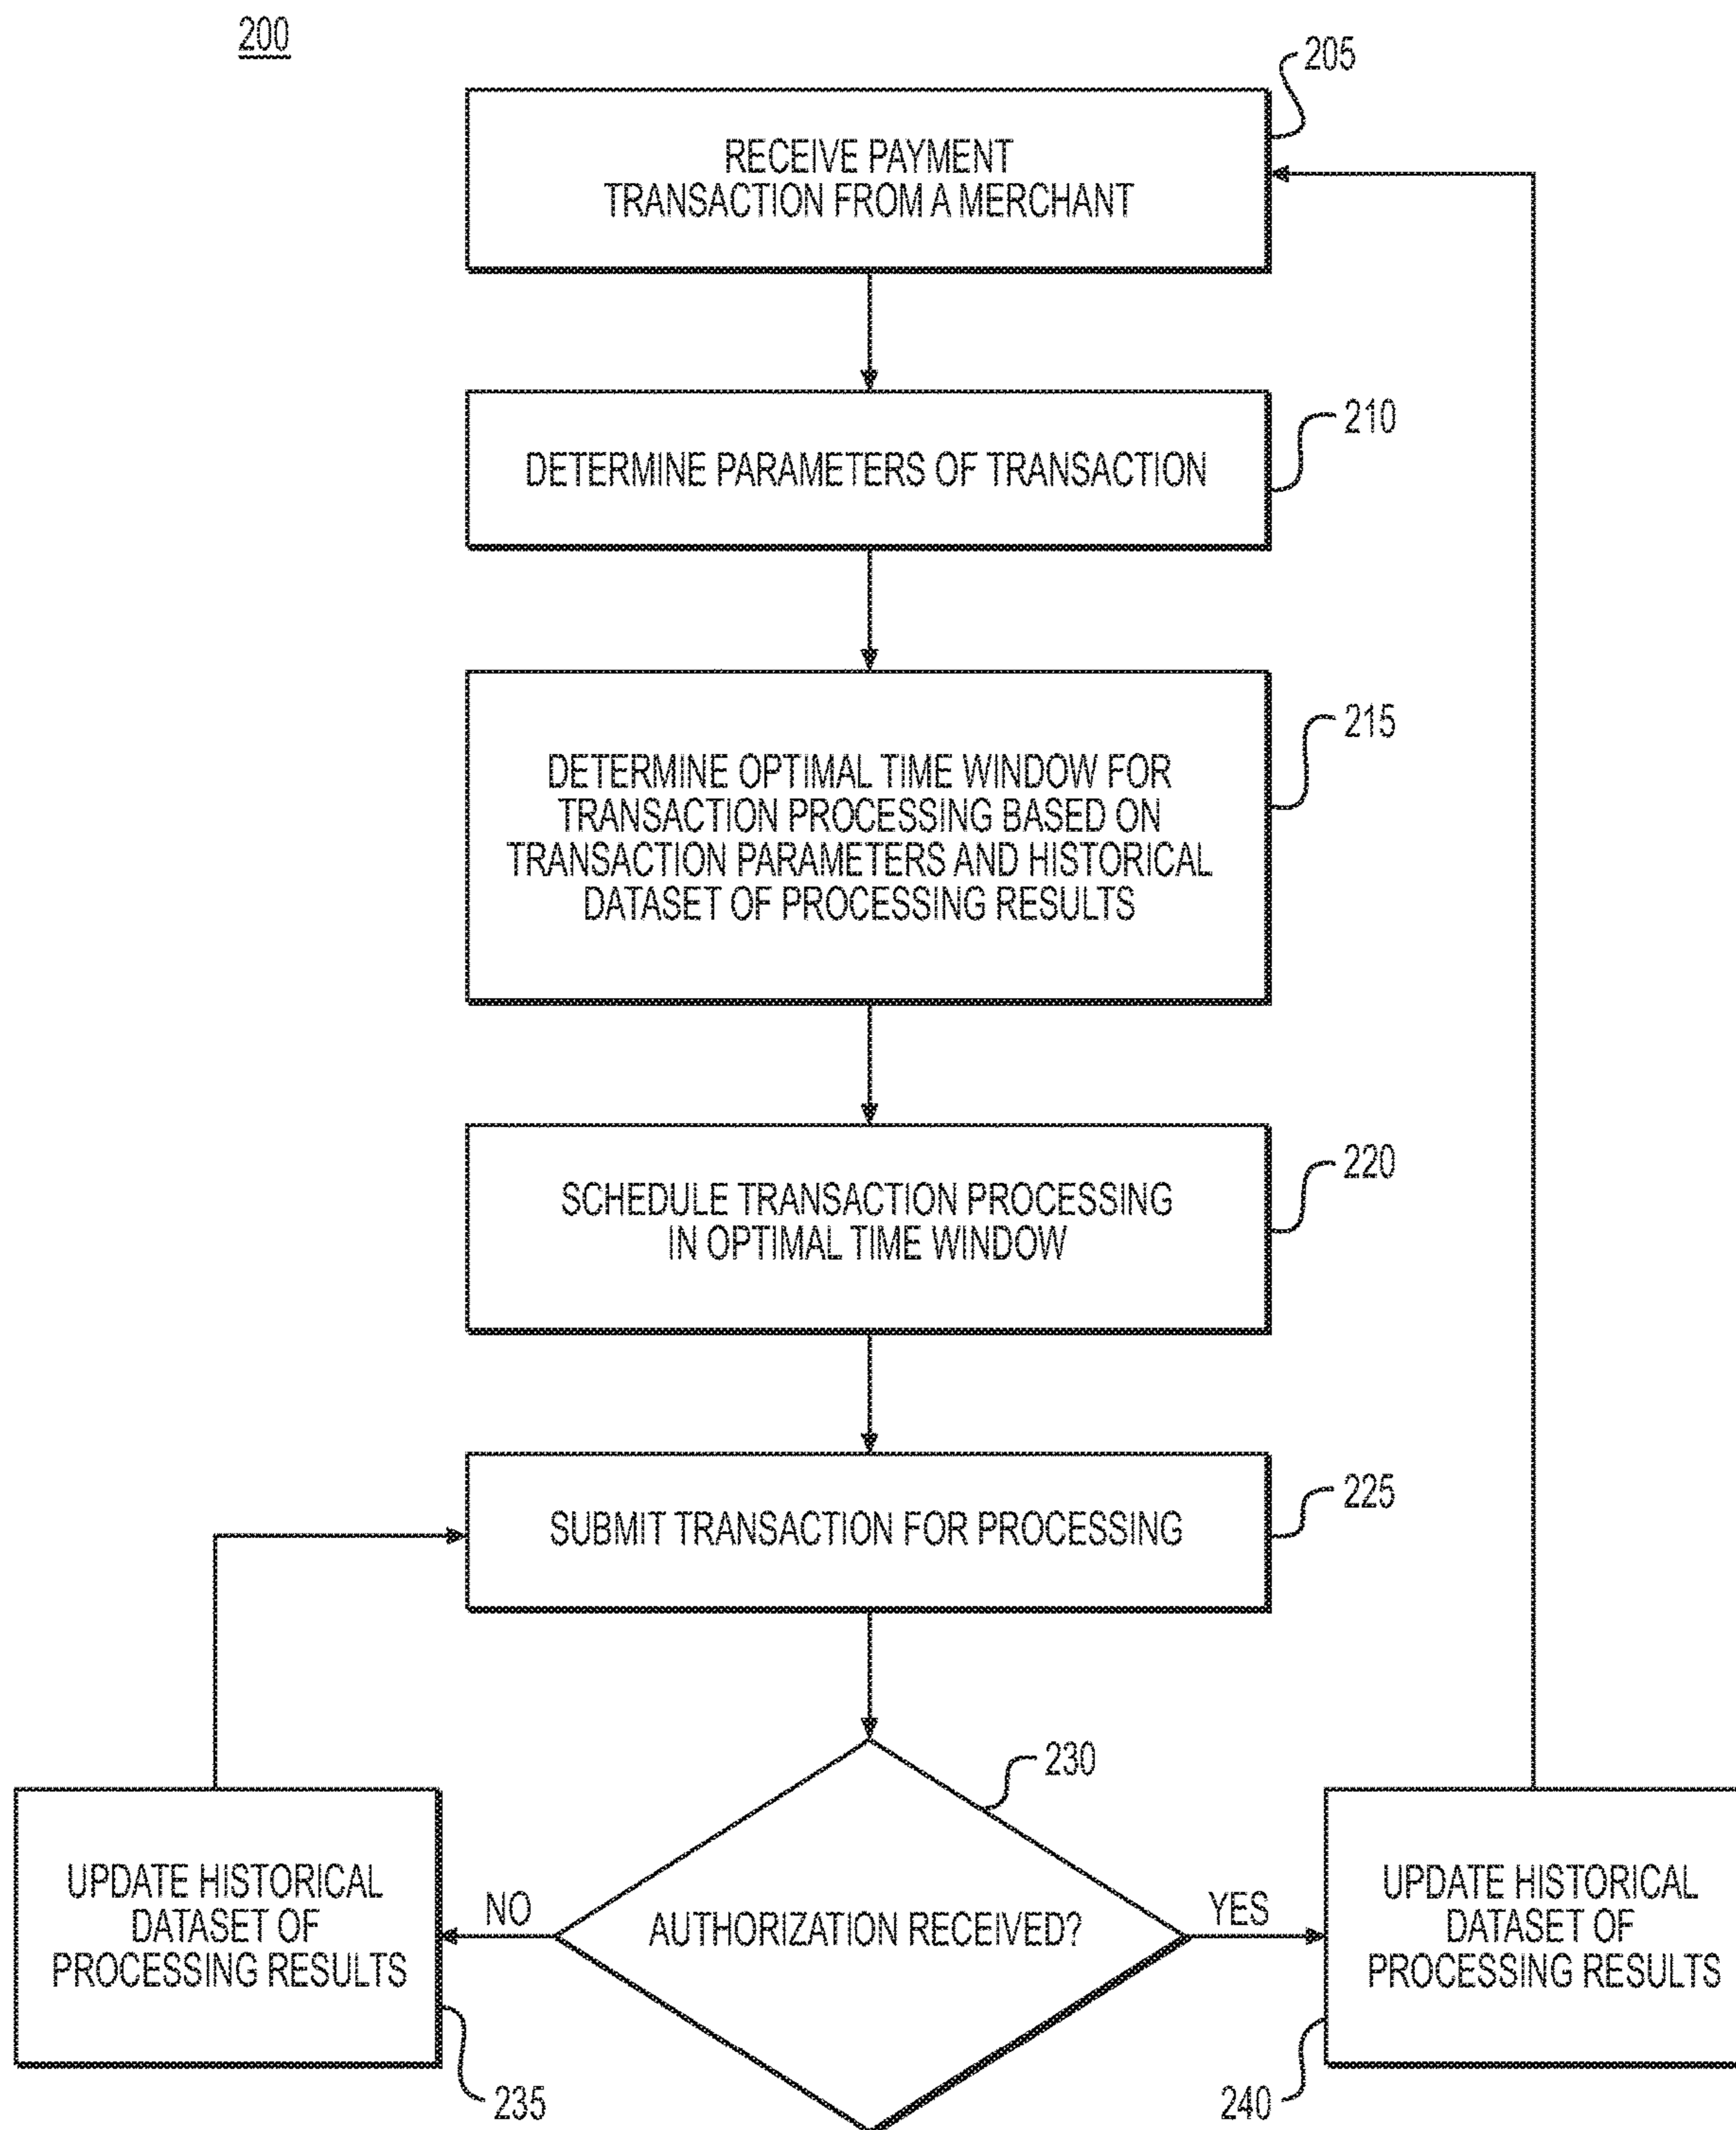 200
205
RECEIVE PAYMENT
TRANSACTION FROM A MERCHANT
210
DETERMINE PARAMETERS OF TRANSACTION
215
DETERMINE OPTIMAL TIME WINDOW FOR
TRANSACTION PROCESSING BASED ON
TRANSACTION PARAMETERS AND HISTORICAL
DATASET OF PROCESSING RESULTS
220
SCHEDULE TRANSACTION PROCESSING
IN OPTIMAL TIME WINDOW
225
SUBMIT TRANSACTION FOR PROCESSING
230
AUTHORIZATION RECEIVED?
NO
UPDATE HISTORICAL
DATASET OF
PROCESSING RESULTS
235
YES
UPDATE HISTORICAL
DATASET OF
PROCESSING RESULTS
240